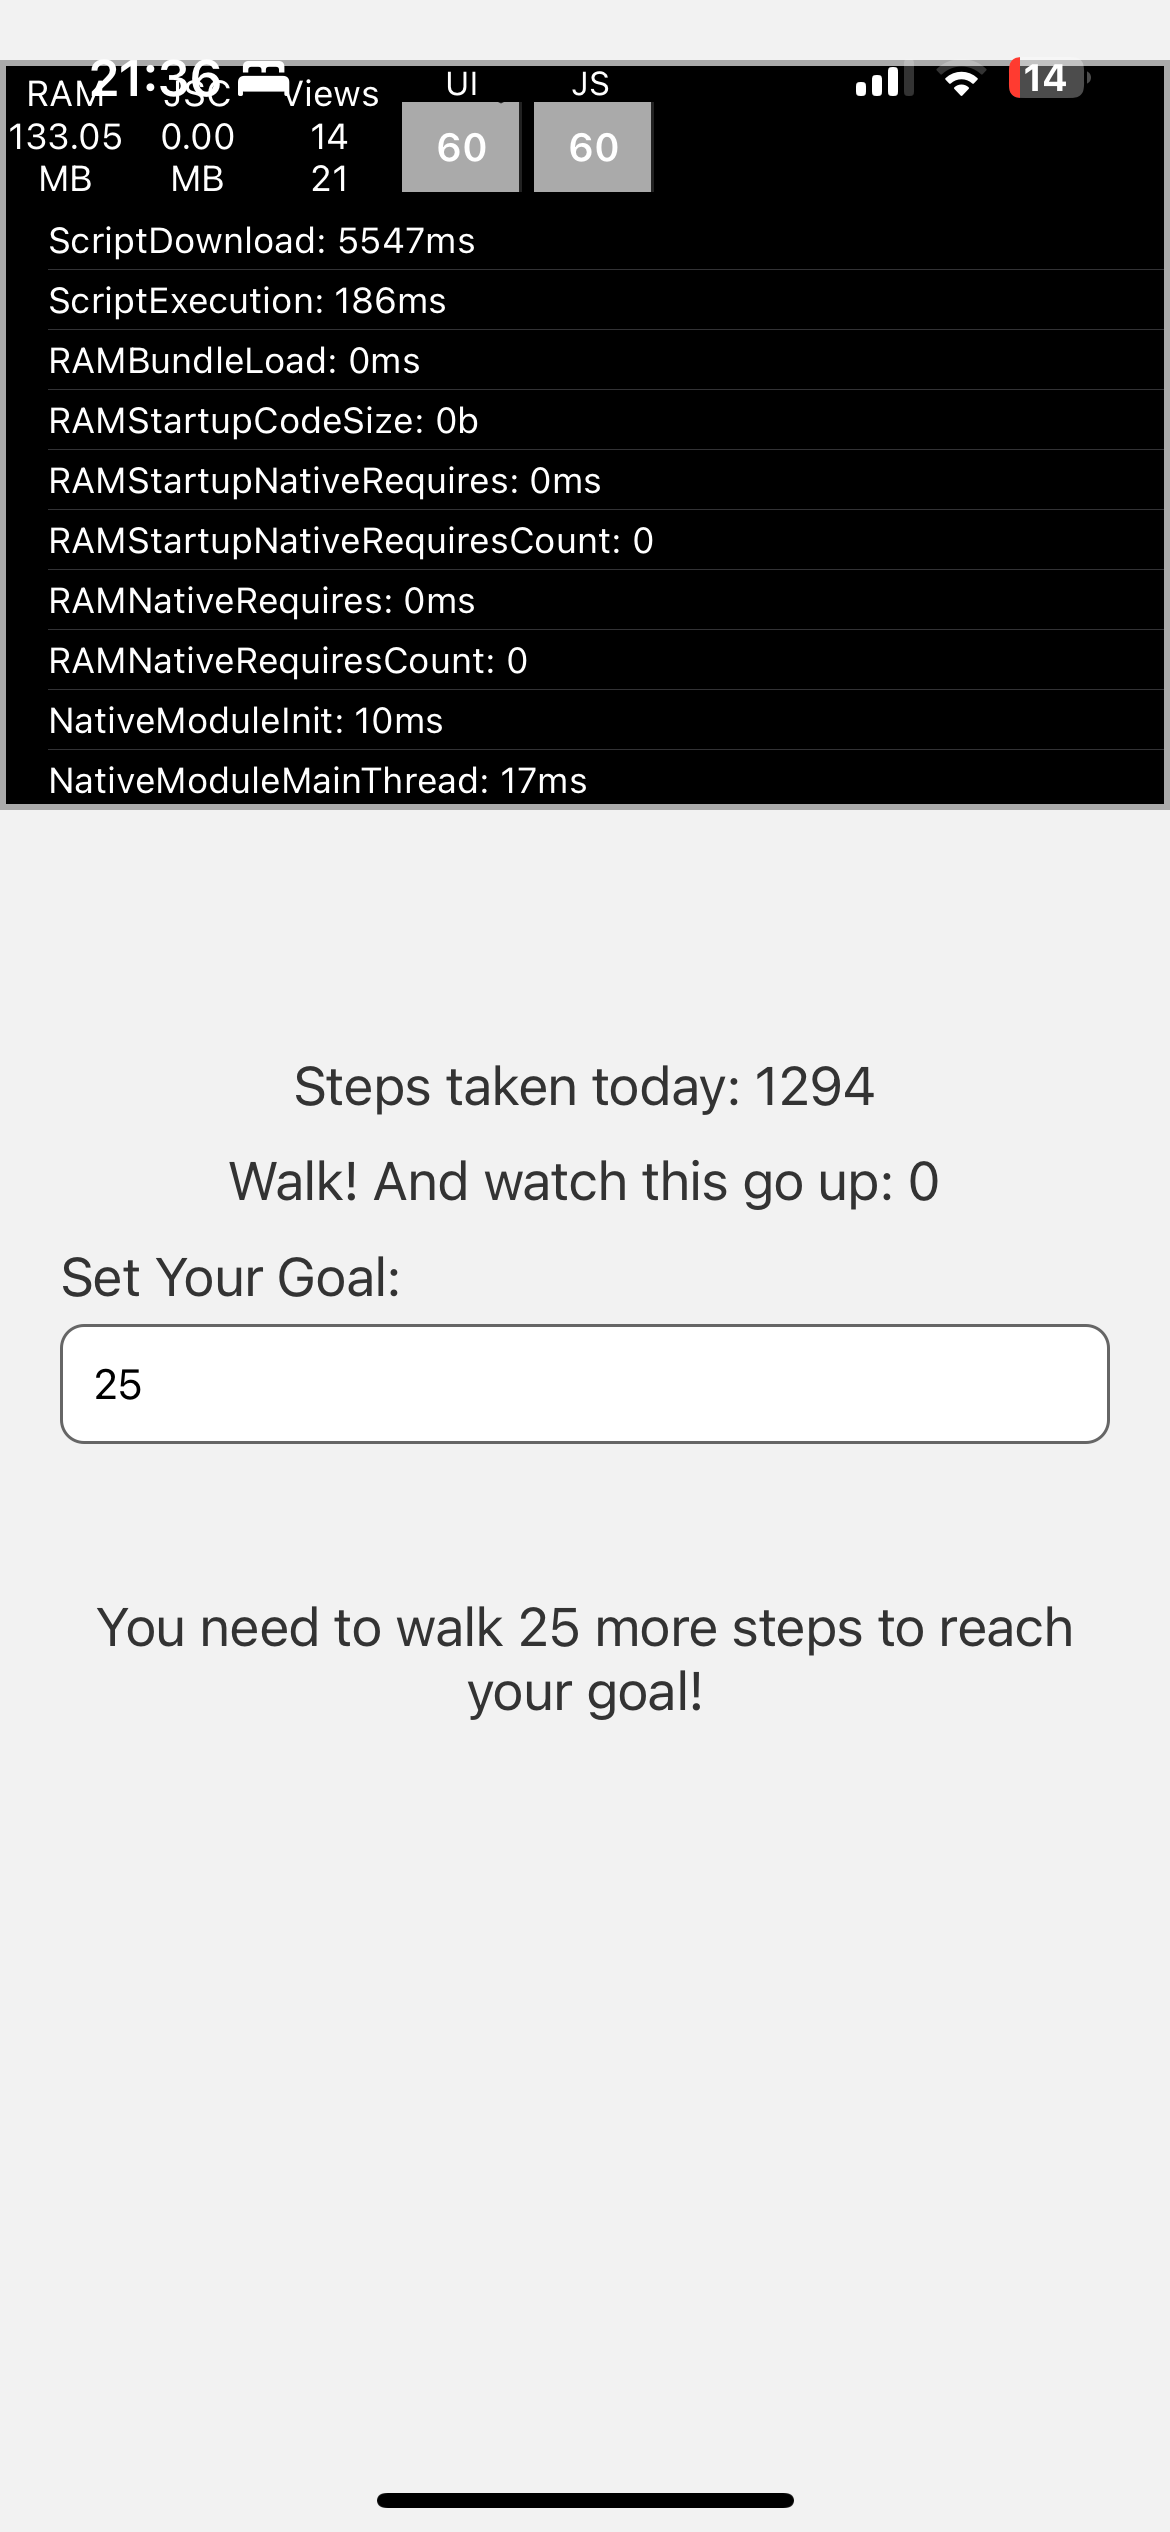 21:36
14
RAM JSC Views UI JS
133.05 0.00 14 60 60
MB MB 21
ScriptDownload: 5547ms
ScriptExecution: 186ms
RAMBundleLoad: 0ms
RAMStartupCodeSize: 0b
RAMStartupNativeRequires: 0ms
RAMStartupNativeRequiresCount: 0
RAMNativeRequires: 0ms
RAMNativeRequiresCount: 0
NativeModuleInit: 10ms
NativeModuleMainThread: 17ms
Steps taken today: 1294
Walk! And watch this go up: 0
Set Your Goal:
25
You need to walk 25 more steps to reach
your goal!